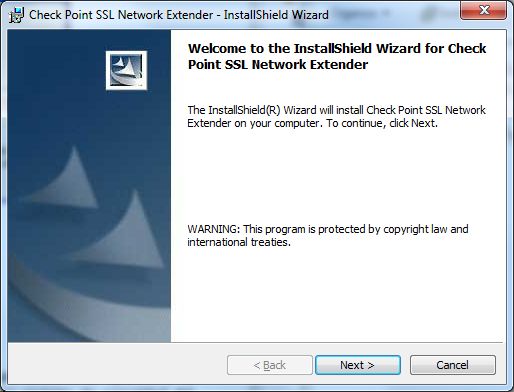 Check Point SSL Network Extender - InstallShield Wizard
Welcome to the InstallShield Wizard for Check
Point SSL Network Extender
The InstallShield(R) Wizard will install Check Point SSL Network
Extender on your computer. To continue, click Next.
WARNING: This program is protected by copyright law and
international treaties.
< Back
Next >
Cancel